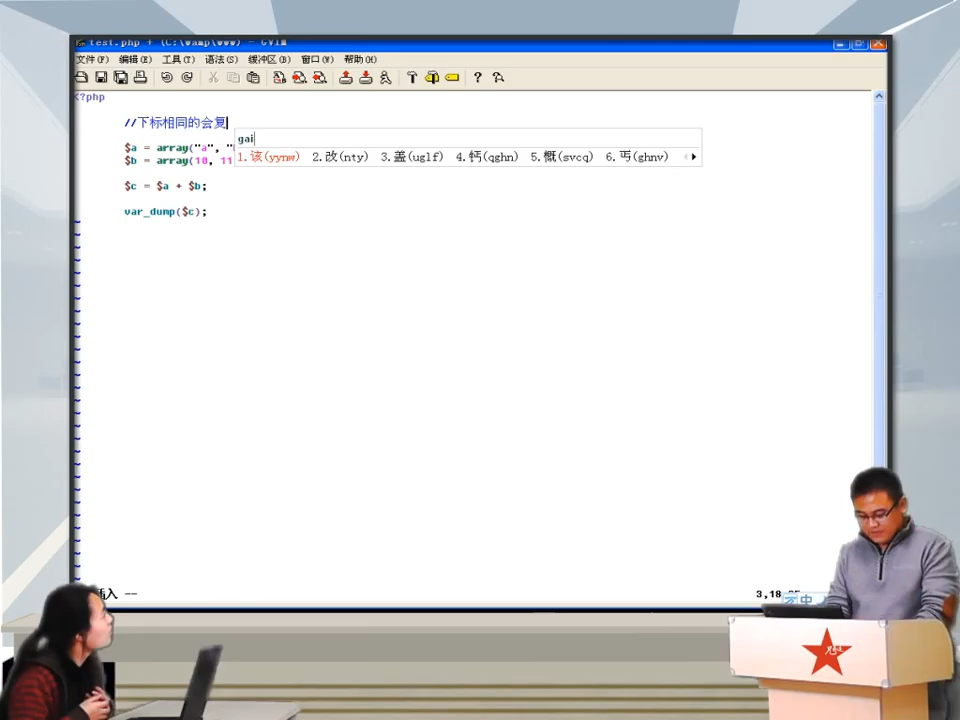 test.php + (C:\wamp\www) - GVIM
文件(F) 编辑(E) 工具(T) 语法(S) 缓冲区(B) 窗口(W) 帮助(H)
<?php
//下标相同的会复
gai
1.该(yynw) 2.改(nty) 3.盖(uglf) 4.钙(qghn) 5.概(svcq) 6.丐(ghnv)
$a = array("a", "
$b = array(10, 11
$c = $a + $b;
var_dump($c);
插入 --
3,18
中